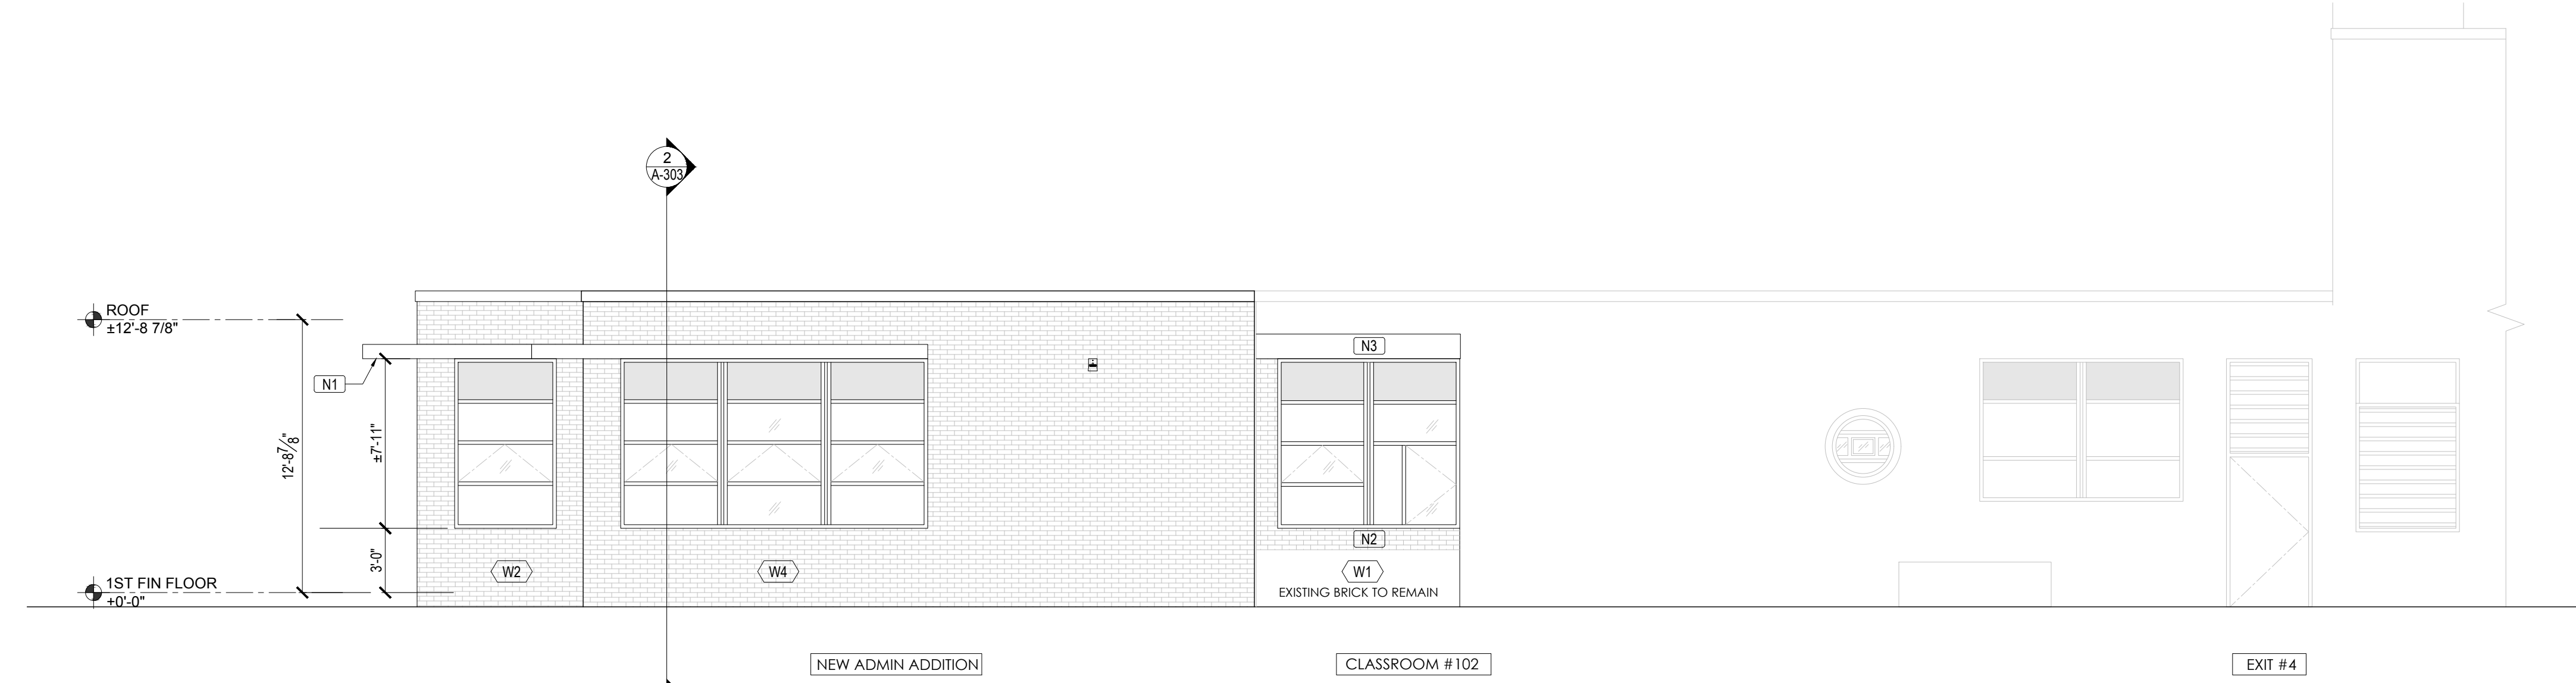 2
A-303
ROOF
±12'-8 7/8"
N3
N1
12'-8 7/8"
±7'-11"
N2
3'-0"
W2
W4
W1
1ST FIN FLOOR
±0'-0"
EXISTING BRICK TO REMAIN
NEW ADMIN ADDITION
CLASSROOM #102
EXIT #4